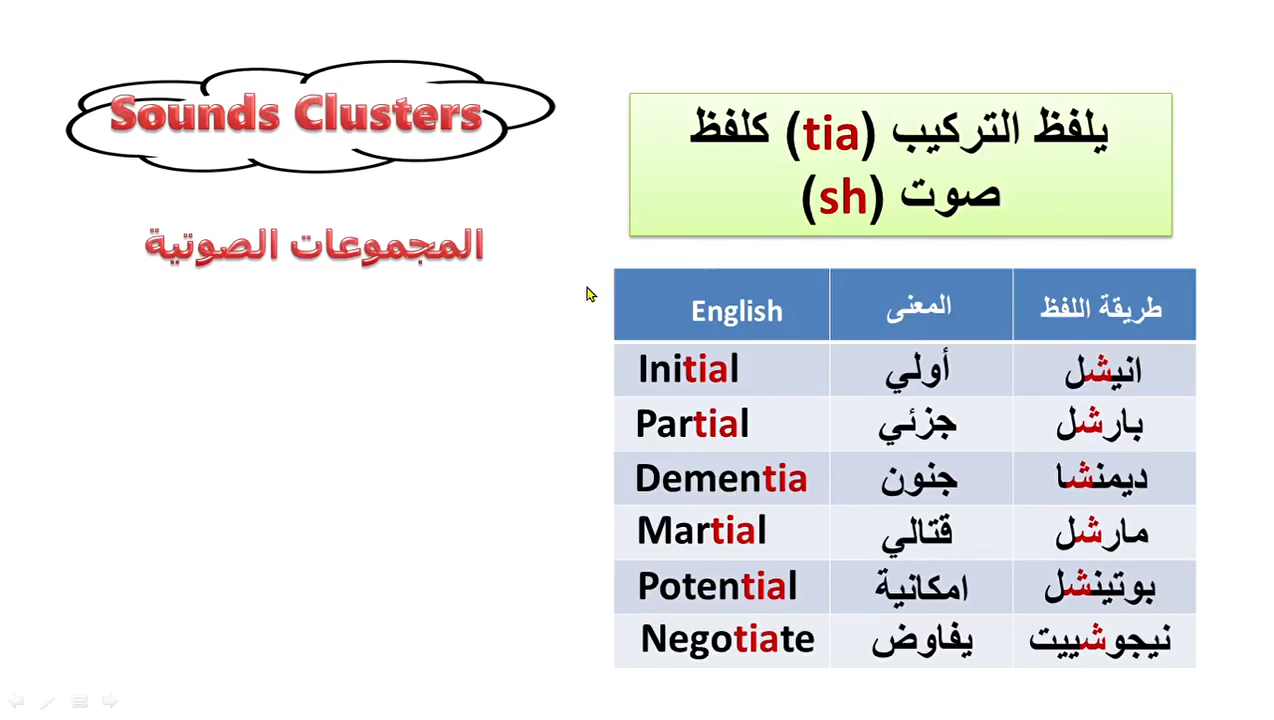 Sounds Clusters
المجموعات الصوتية
يلفظ التركيب (tia) كلفظ
صوت (sh)
English المعنى طريقة اللفظ
Initial أولي انيشل
Partial جزئي بارشل
Dementia جنون ديمنشا
Martial قتالي مارشل
Potential امكانية بوتينشل
Negotiate يفاوض نيجوشييت